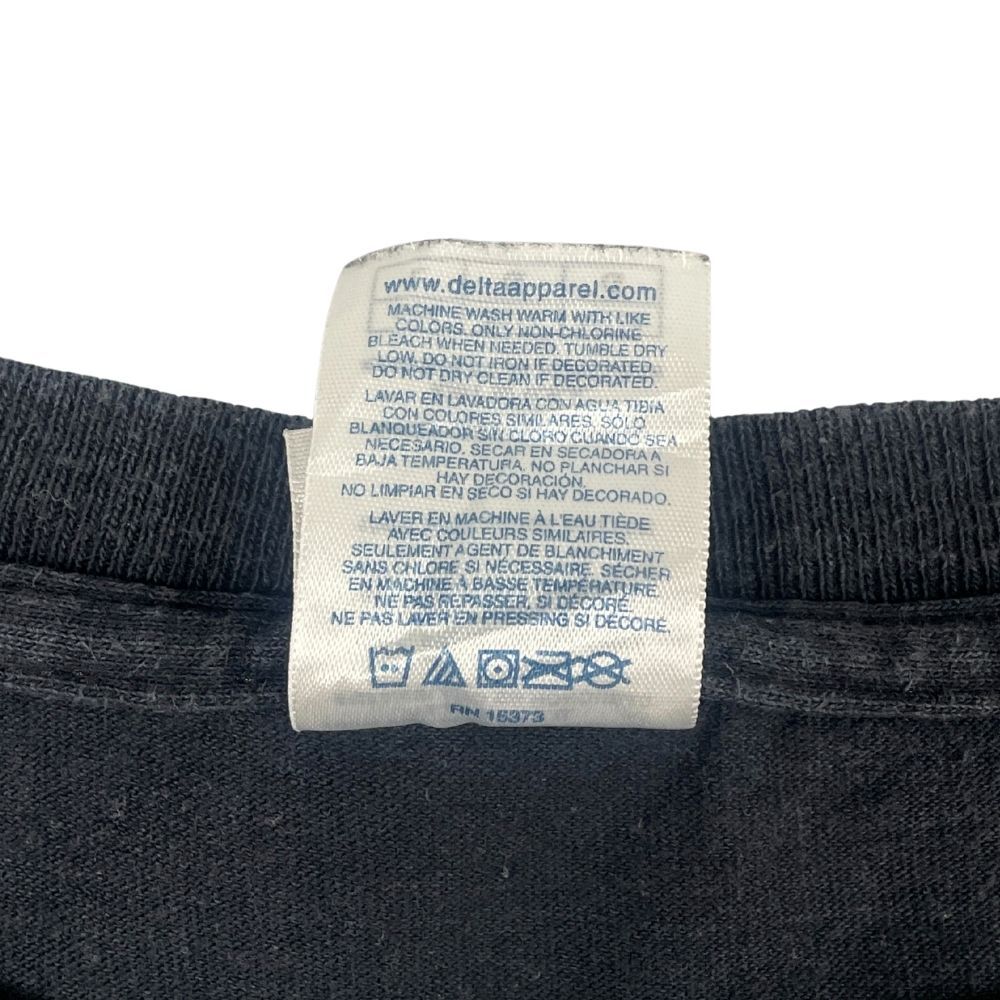 www.deltaapparel.com
MACHINE WASH WARM WITH LIKE
COLORS. ONLY NON-CHLORINE
BLEACH WHEN NEEDED. TUMBLE DRY
LOW. DO NOT IRON IF DECORATED.
DO NOT DRY CLEAN IF DECORATED.
LAVAR EN LAVADORA CON AGUA TIBIA
CON COLORES SIMILARES, SÓLO
BLANQUEADOR SIN CLORO CUANDO SEA
NECESARIO. SECAR EN SECADORA A
BAJA TEMPERATURA. NO PLANCHAR SI
HAY DECORACIÓN.
NO LIMPIAR EN SECO SI HAY DECORADO.
LAVER EN MACHINE À L'EAU TIÈDE
AVEC COULEURS SIMILAIRES.
SEULEMENT AGENT DE BLANCHIMENT
SANS CHLORE SI NÉCESSAIRE. SÉCHER
EN MACHINE À BASSE TEMPÉRATURE.
NE PAS REPASSER, SI DÉCORÉ.
NE PAS LAVER EN PRESSING SI DÉCORÉ.
RN 15373